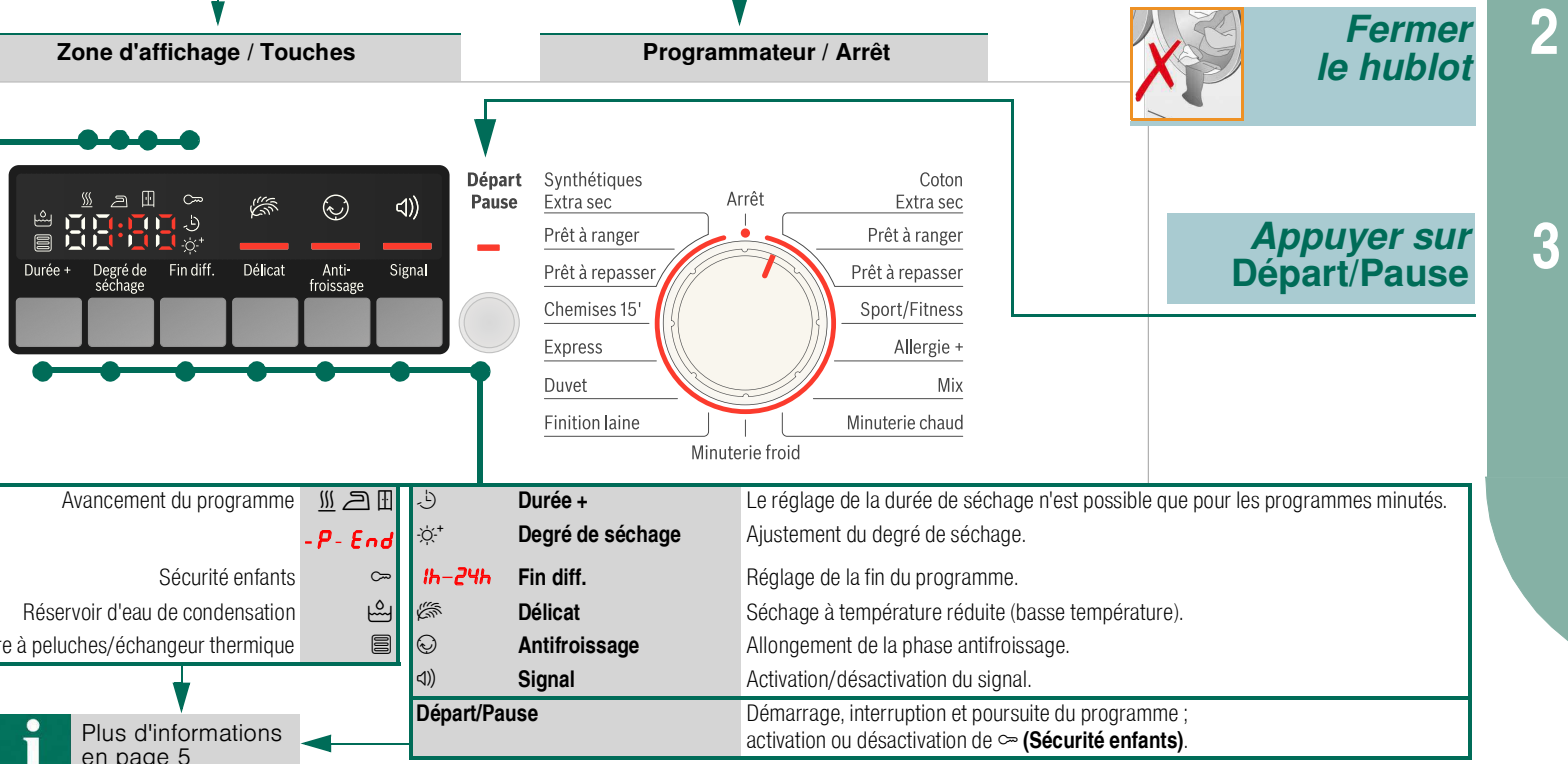 Zone d'affichage / Touches
Programmateur / Arrêt
Fermer
le hublot
2
Appuyer sur
Départ/Pause
3
Durée +
Degré de
séchage
Fin diff.
Délicat
Anti-
froissage
Signal
Départ
Pause
Synthétiques
Extra sec
Prêt à ranger
Prêt à repasser
Chemises 15'
Express
Duvet
Finition laine
Arrêt
Coton
Extra sec
Prêt à ranger
Prêt à repasser
Sport/Fitness
Allergie +
Mix
Minuterie chaud
Minuterie froid
Avancement du programme
-P- End
Sécurité enfants
Réservoir d'eau de condensation
à peluches/échangeur thermique
Durée + Le réglage de la durée de séchage n'est possible que pour les programmes minutés.
Degré de séchage Ajustement du degré de séchage.
1h-24h Fin diff. Réglage de la fin du programme.
Délicat Séchage à température réduite (basse température).
Antifroissage Allongement de la phase antifroissage.
Signal Activation/désactivation du signal.
Départ/Pause Démarrage, interruption et poursuite du programme ;
activation ou désactivation de (Sécurité enfants).
i
Plus d'informations
en page 5